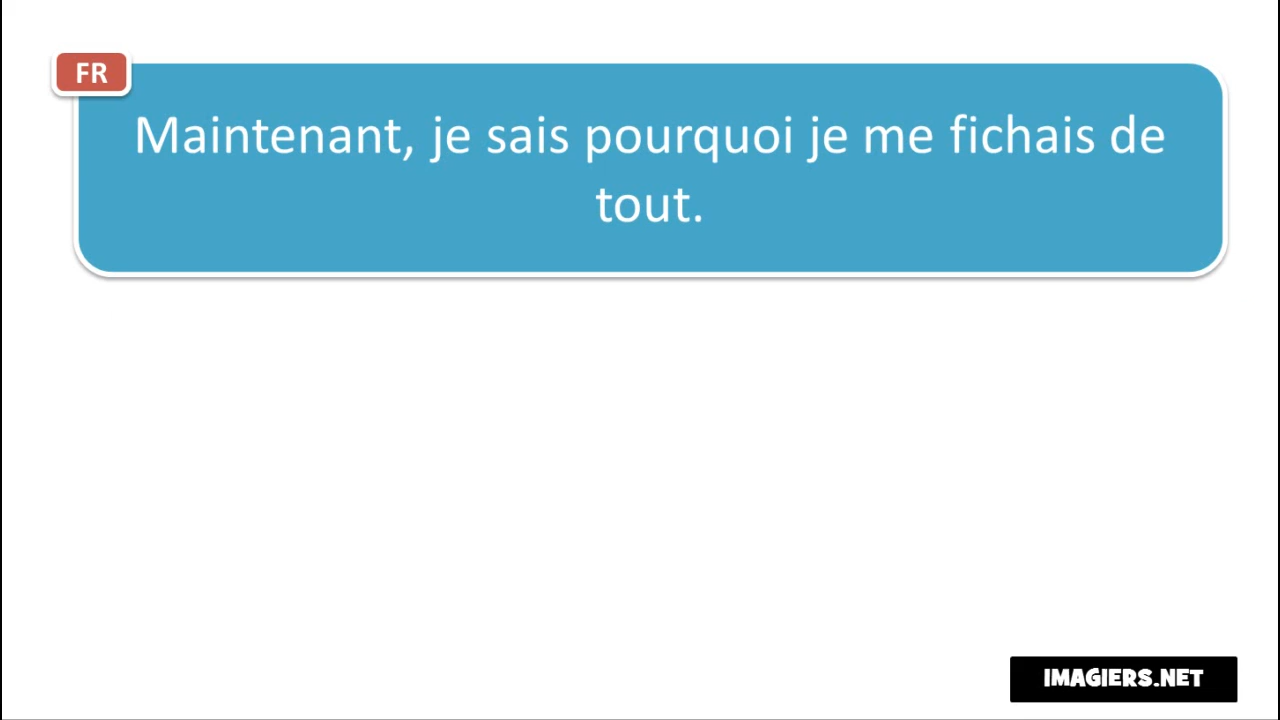 FR
Maintenant, je sais pourquoi je me fichais de
tout.
IMAGIERS.NET